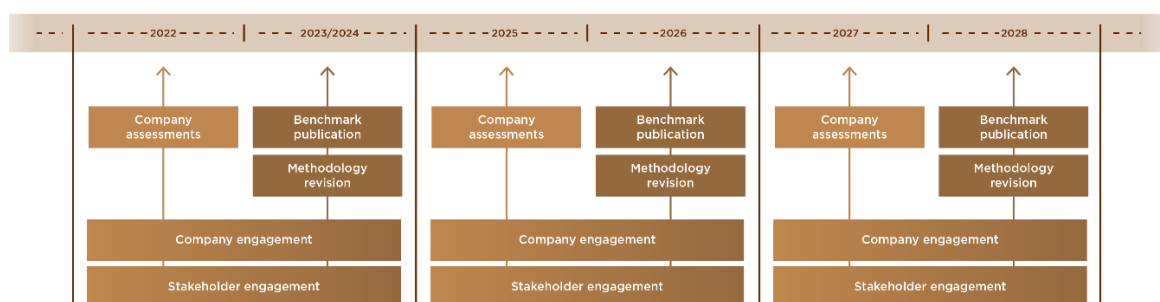 2022 2023/2024 2025 2026 2027 2028
Company
assessments
Benchmark
publication
Company
assessments
Benchmark
publication
Company
assessments
Benchmark
publication
Methodology
revision
Methodology
revision
Methodology
revision
Company engagement
Company engagement
Company engagement
Stakeholder engagement
Stakeholder engagement
Stakeholder engagement